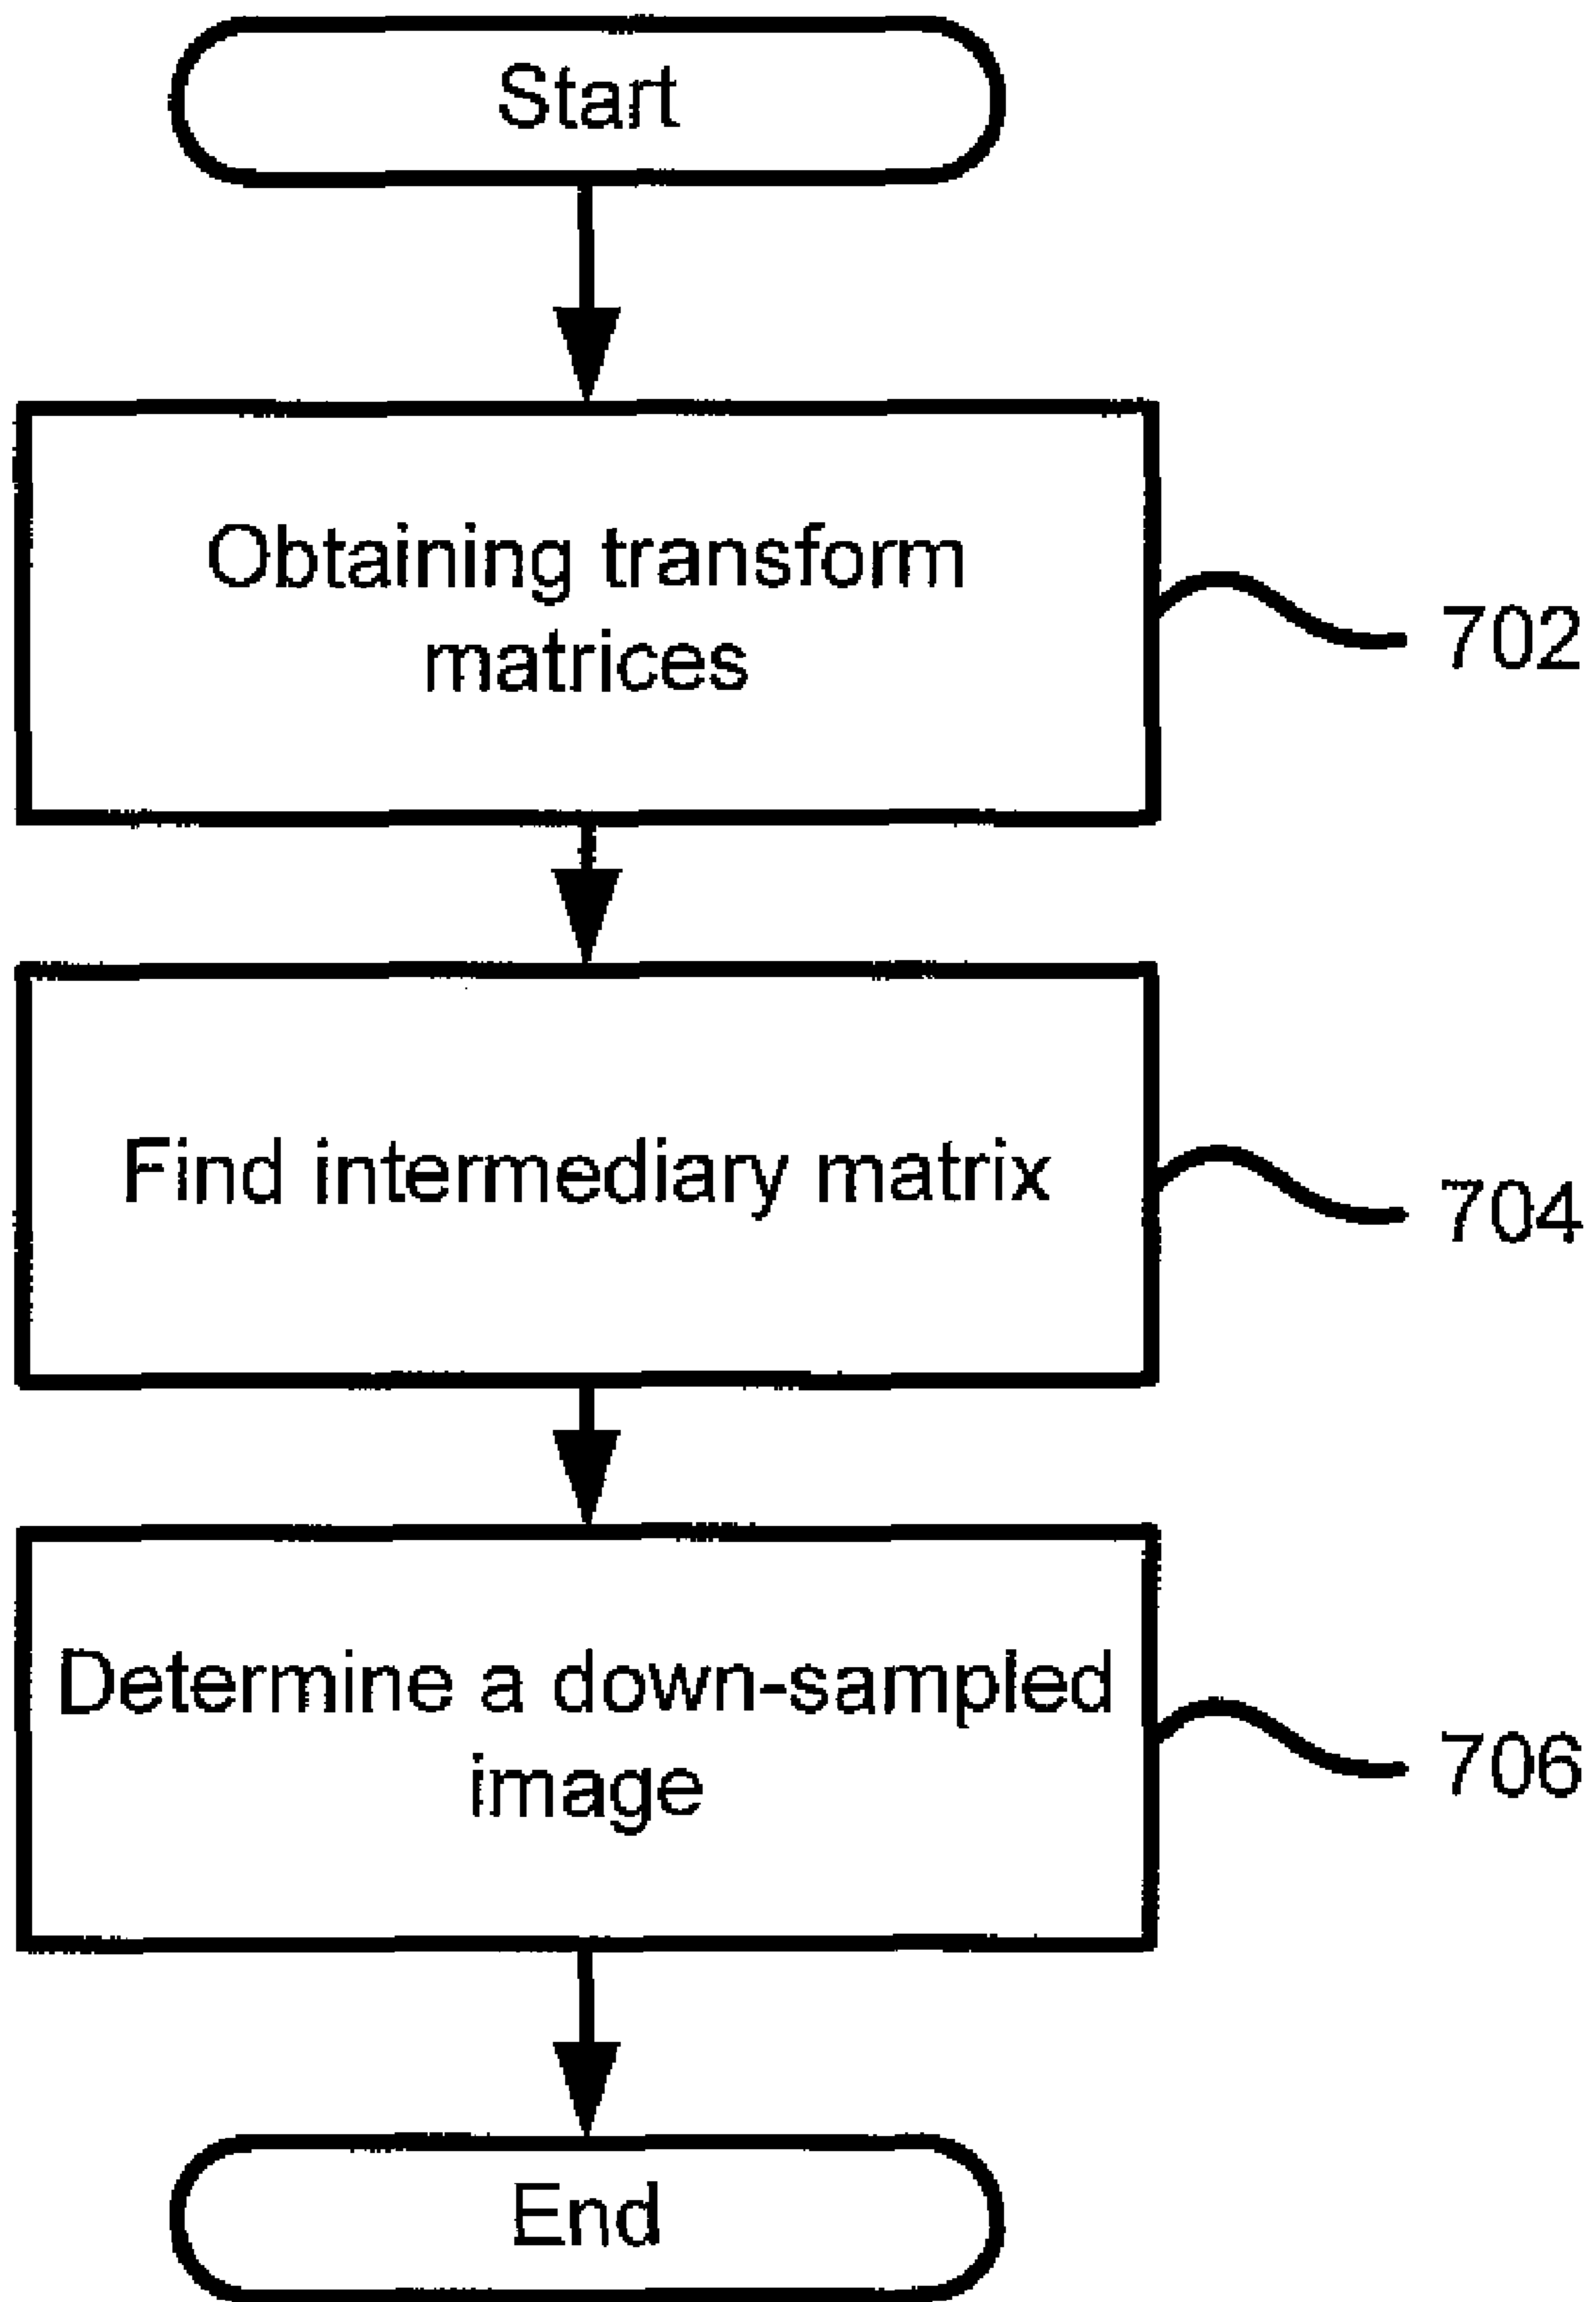 Start
Obtaining transform
matrices
702
Find intermediary matrix
704
Determine a down-sampled
image
706
End